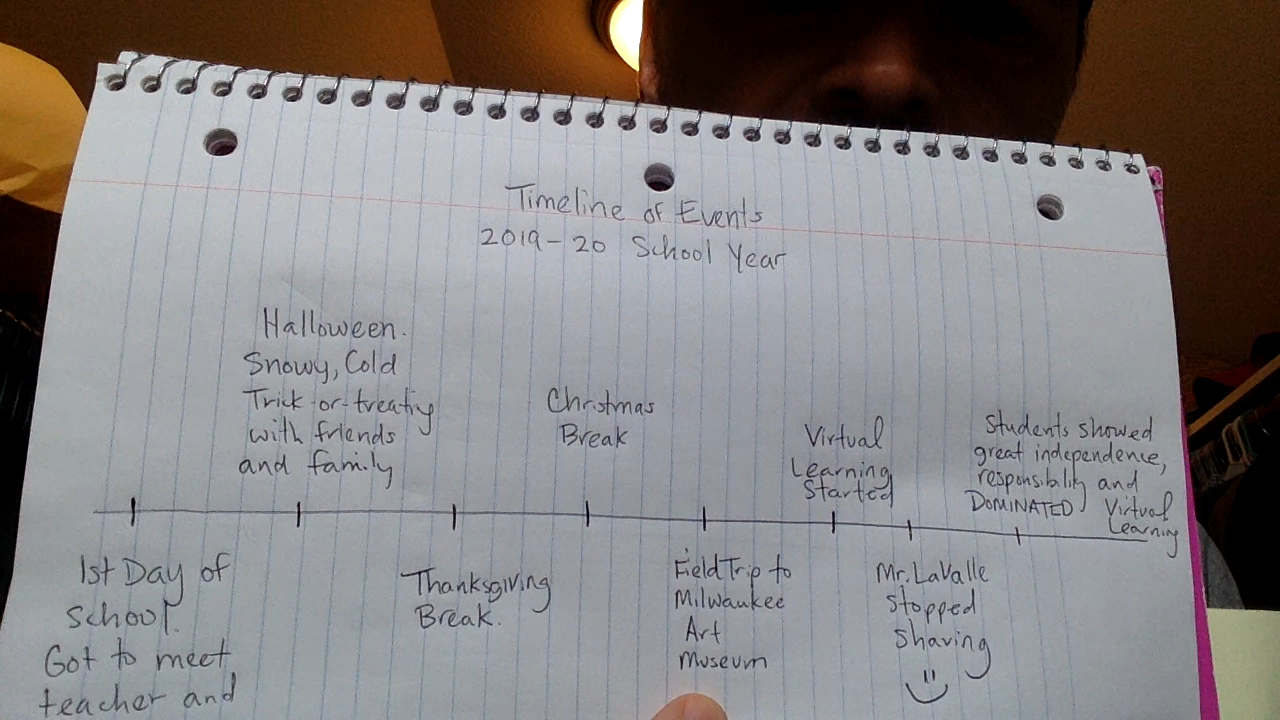 Timeline of Events
2019-20 School Year
Halloween.
Snowy, Cold
Trick-or-treating
with friends
and family
Christmas
Break
Virtual
Learning
Started
Students showed
great independence,
responsibility and
DOMINATED Virtual
Learning
1st Day of
school.
Got to meet
teacher and
Thanksgiving
Break.
Field Trip to
Milwaukee
Art
Museum
Mr. LaValle
stopped
shaving